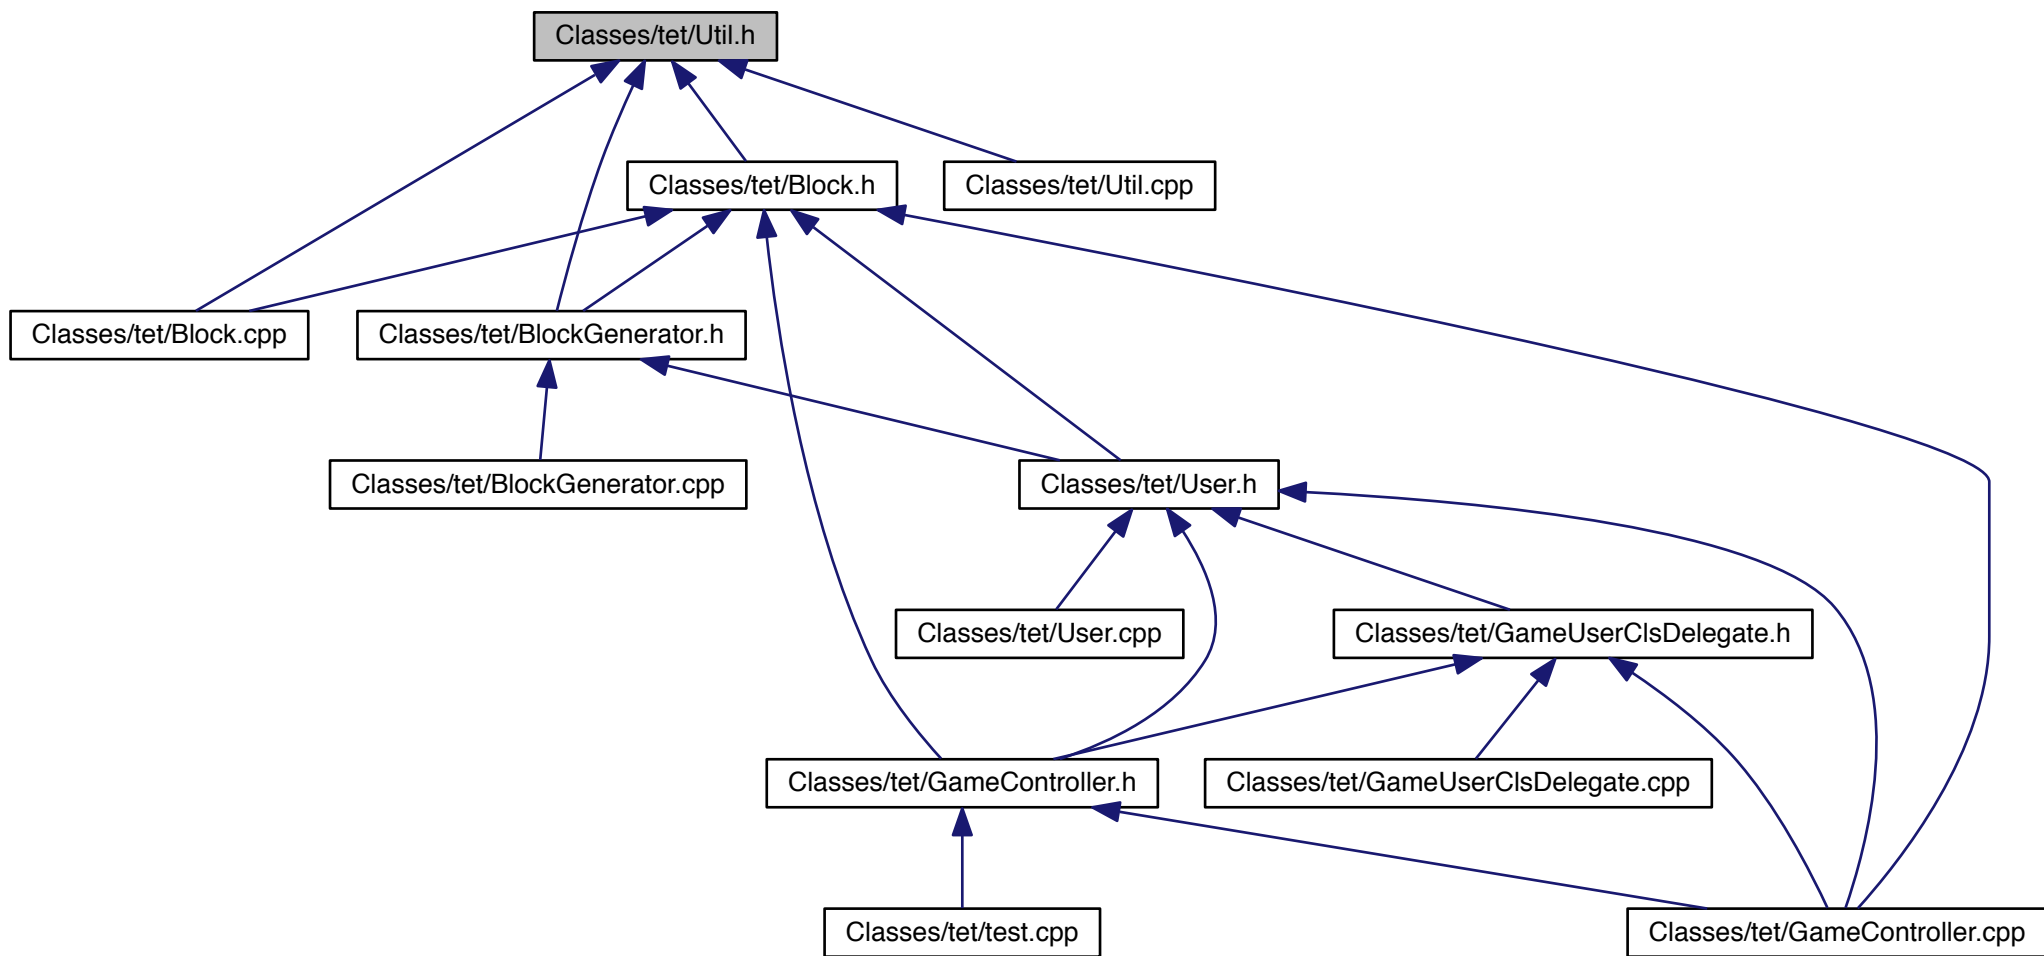 Classes/tet/Util.h
Classes/tet/Block.h
Classes/tet/Util.cpp
Classes/tet/Block.cpp
Classes/tet/BlockGenerator.h
Classes/tet/BlockGenerator.cpp
Classes/tet/User.h
Classes/tet/User.cpp
Classes/tet/GameUserClsDelegate.h
Classes/tet/GameController.h
Classes/tet/GameUserClsDelegate.cpp
Classes/tet/test.cpp
Classes/tet/GameController.cpp